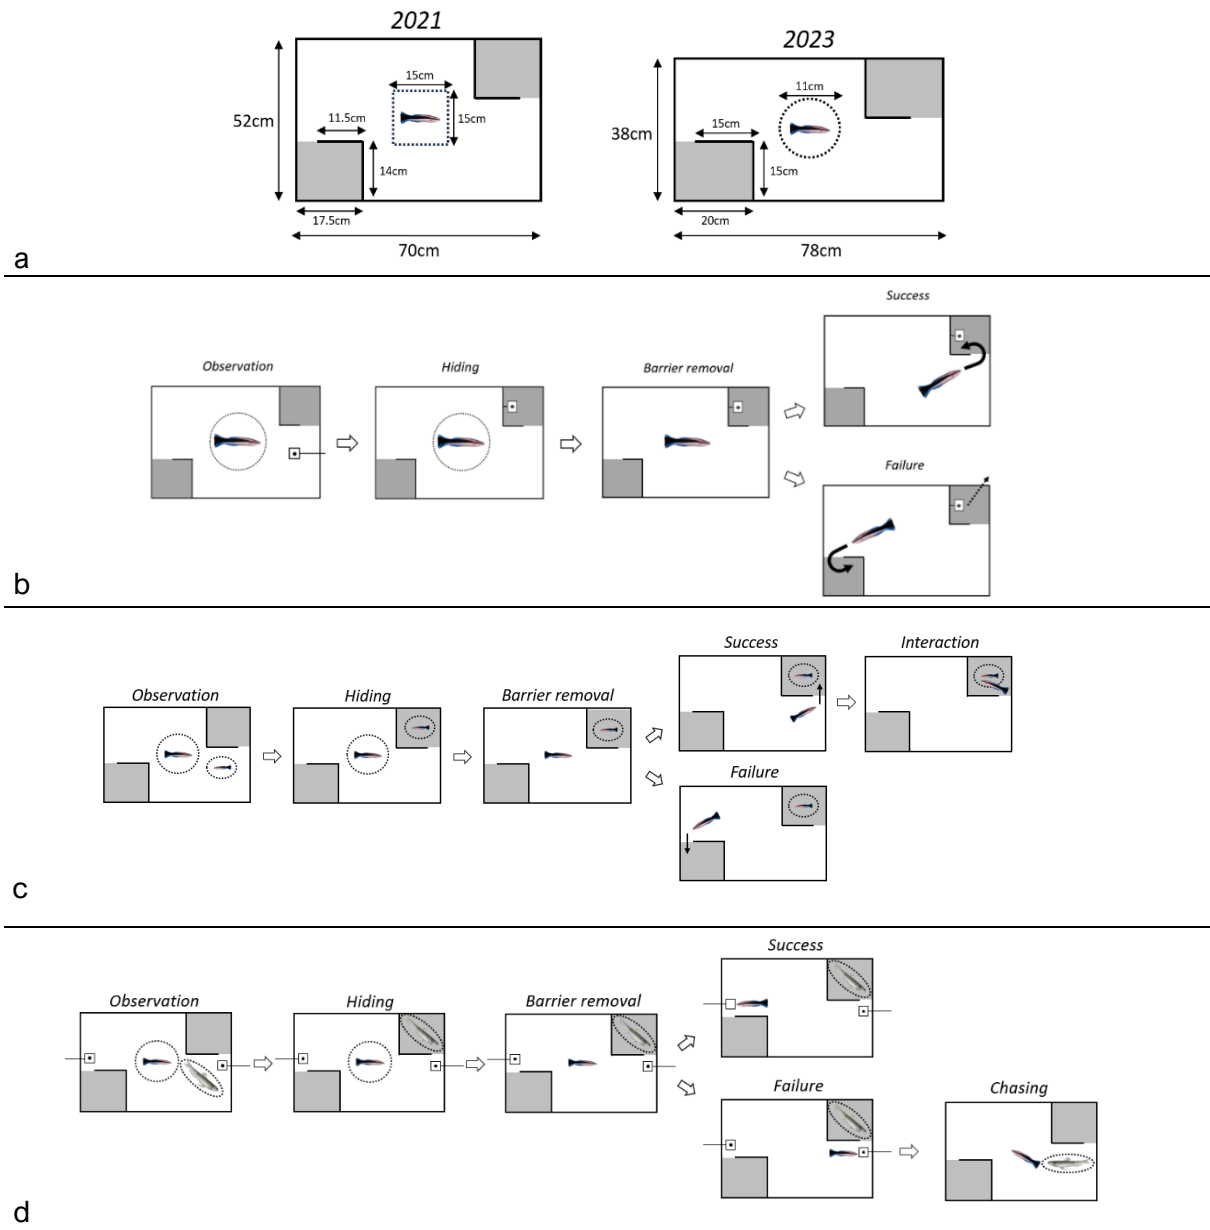 2021
2023
15cm
11cm
52cm
11.5cm
15cm
38cm
15cm
14cm
15cm
17.5cm
20cm
70cm
78cm
a
Success
Observation
Hiding
Barrier removal
Failure
b
Success
Interaction
Observation
Hiding
Barrier removal
Failure
c
Success
Observation
Hiding
Barrier removal
Failure
Chasing
d